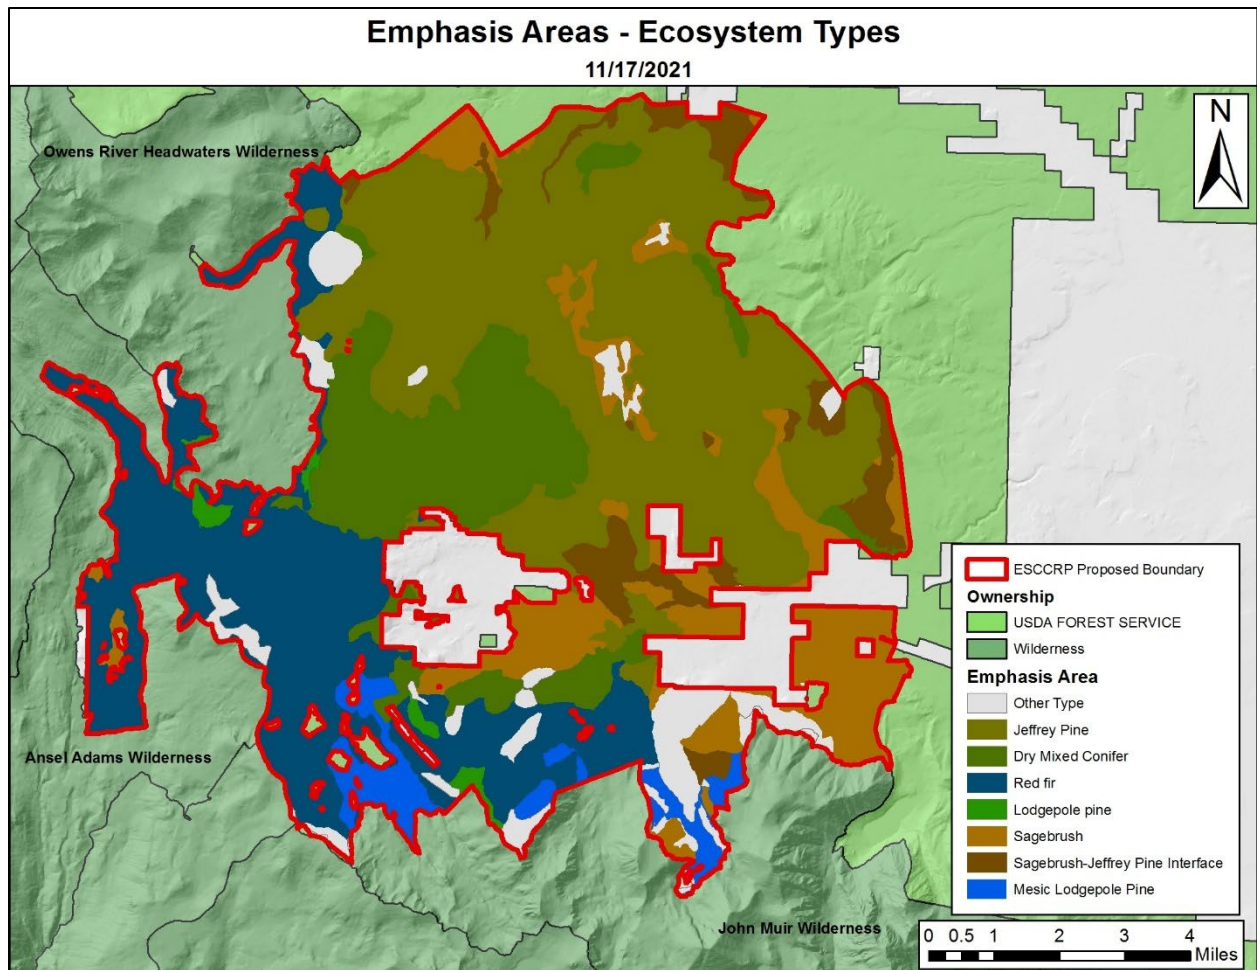 Emphasis Areas - Ecosystem Types
11/17/2021
Owens River Headwaters Wilderness
N
Ansel Adams Wilderness
John Muir Wilderness
ESCCRP Proposed Boundary
Ownership
USDA FOREST SERVICE
Wilderness
Emphasis Area
Other Type
Jeffrey Pine
Dry Mixed Conifer
Red fir
Lodgepole pine
Sagebrush
Sagebrush-Jeffrey Pine Interface
Mesic Lodgepole Pine
0 0.5 1 2 3 4
Miles